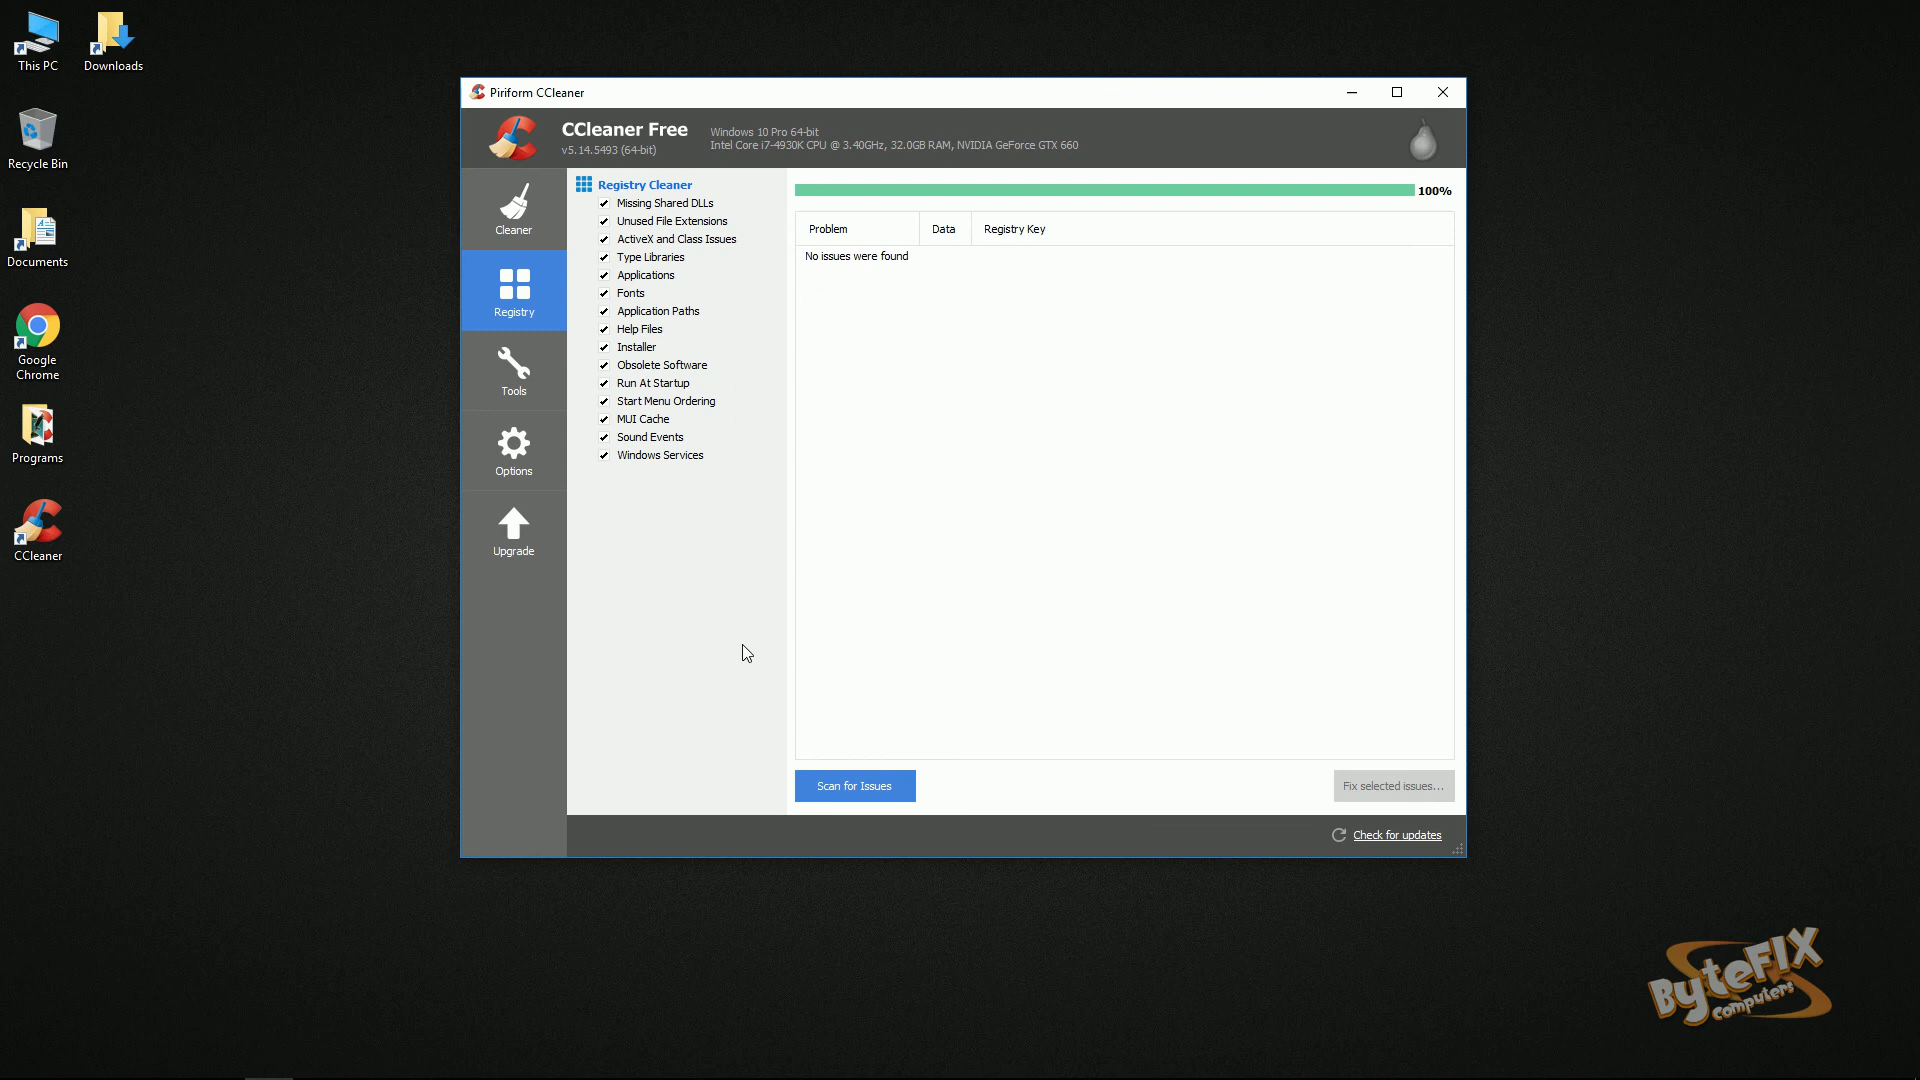 This PC
Downloads
Recycle Bin
Documents
Google
Chrome
Programs
CCleaner
Piriform CCleaner
CCleaner Free
v5.14.5493 (64-bit)
Windows 10 Pro 64-bit
Intel Core i7-4930K CPU @ 3.40GHz, 32.0GB RAM, NVIDIA GeForce GTX 660
Cleaner
Registry
Tools
Options
Upgrade
Registry Cleaner
Missing Shared DLLs
Unused File Extensions
ActiveX and Class Issues
Type Libraries
Applications
Fonts
Application Paths
Help Files
Installer
Obsolete Software
Run At Startup
Start Menu Ordering
MUI Cache
Sound Events
Windows Services
100%
Problem Data Registry Key
No issues were found
Scan for Issues
Fix selected issues...
Check for updates
ByteFIX
Computers